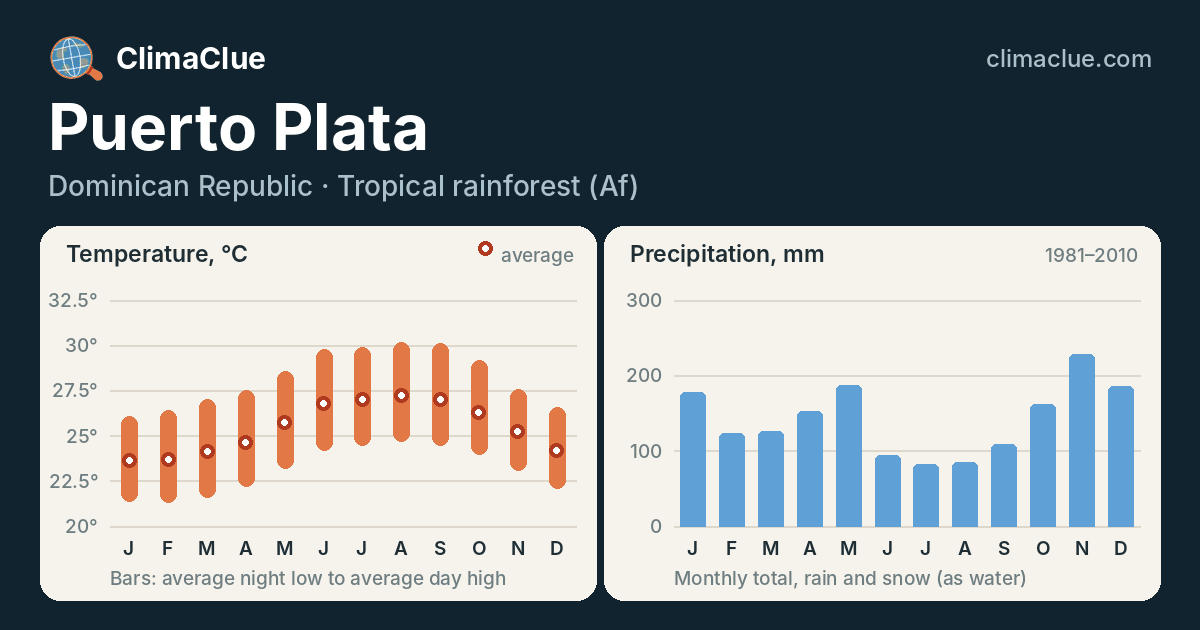 ClimaClue
climaclue.com
Puerto Plata
Dominican Republic · Tropical rainforest (Af)
Temperature, °C
average
32.5°
30°
27.5°
25°
22.5°
20°
J F M A M J J A S O N D
Bars: average night low to average day high
Precipitation, mm
1981–2010
300
200
100
0
J F M A M J J A S O N D
Monthly total, rain and snow (as water)